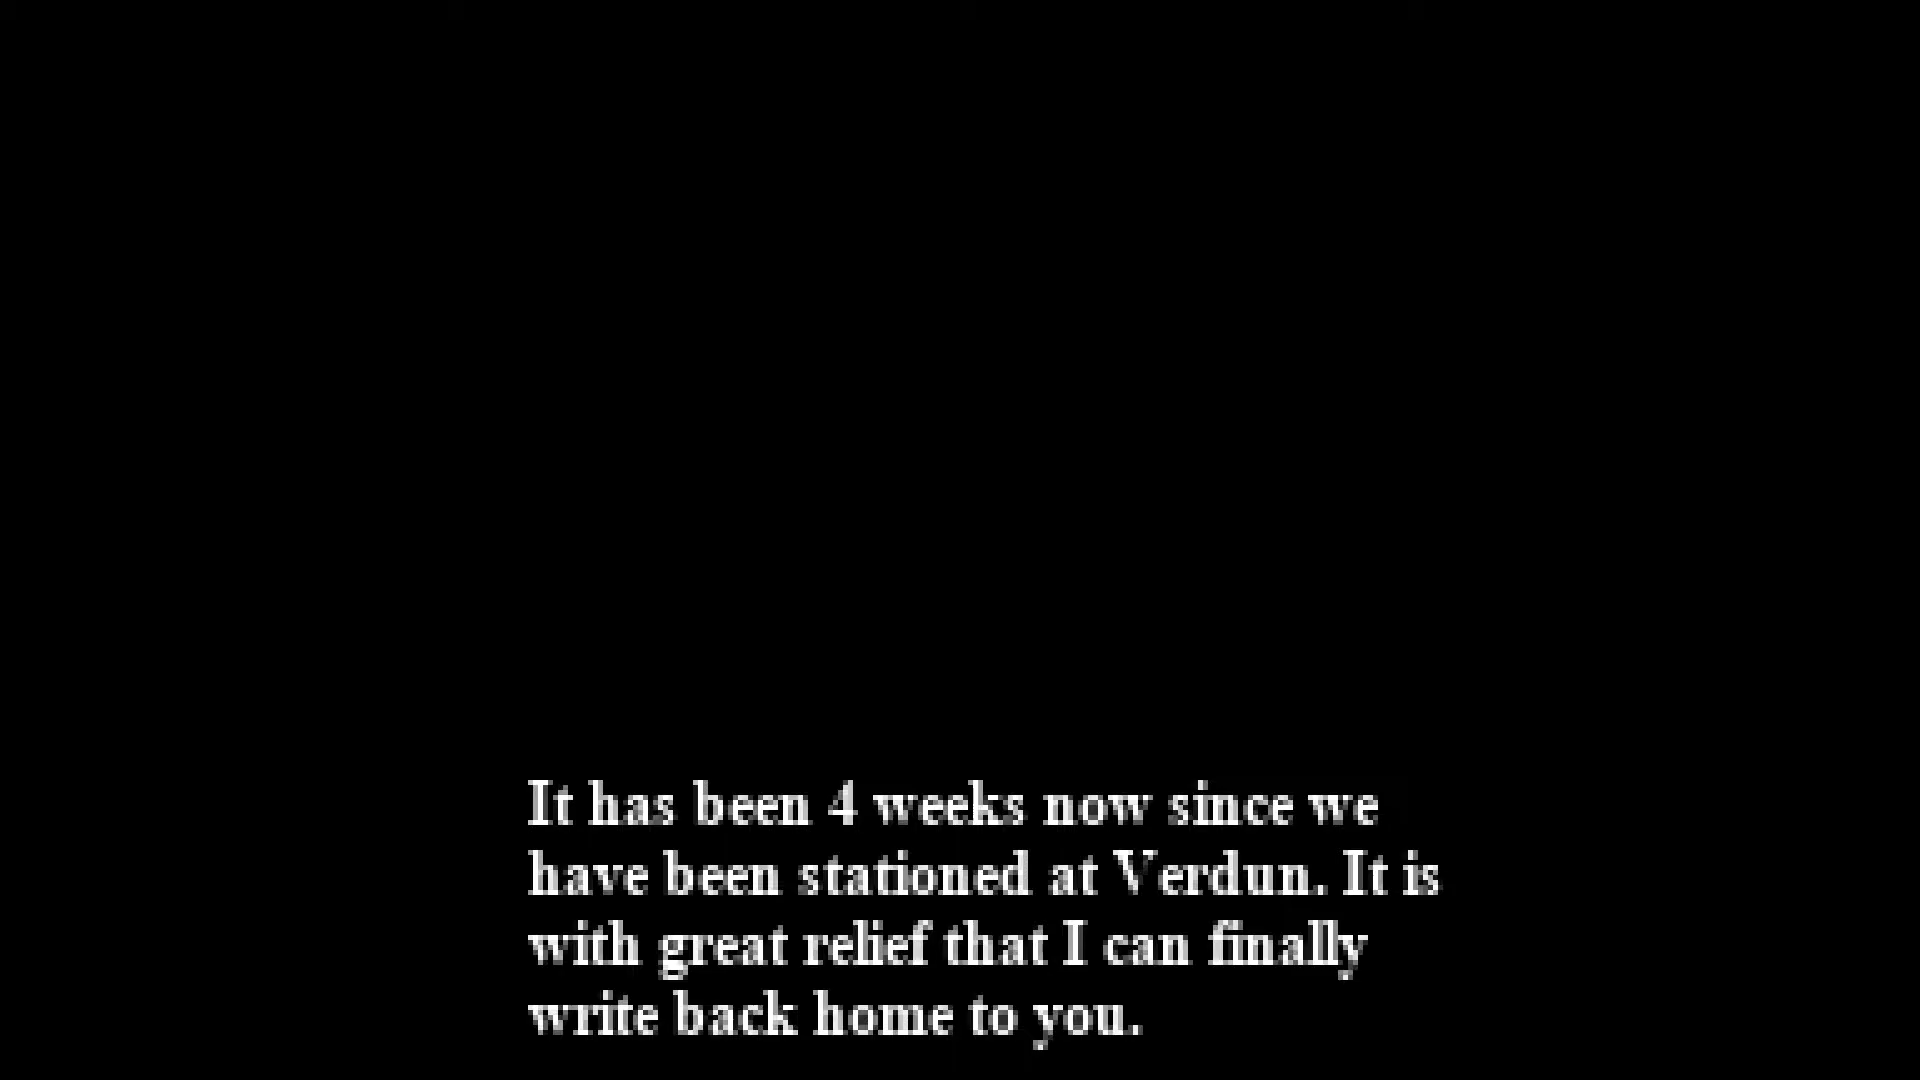 It has been 4 weeks now since we
have been stationed at Verdun. It is
with great relief that I can finally
write back home to you.